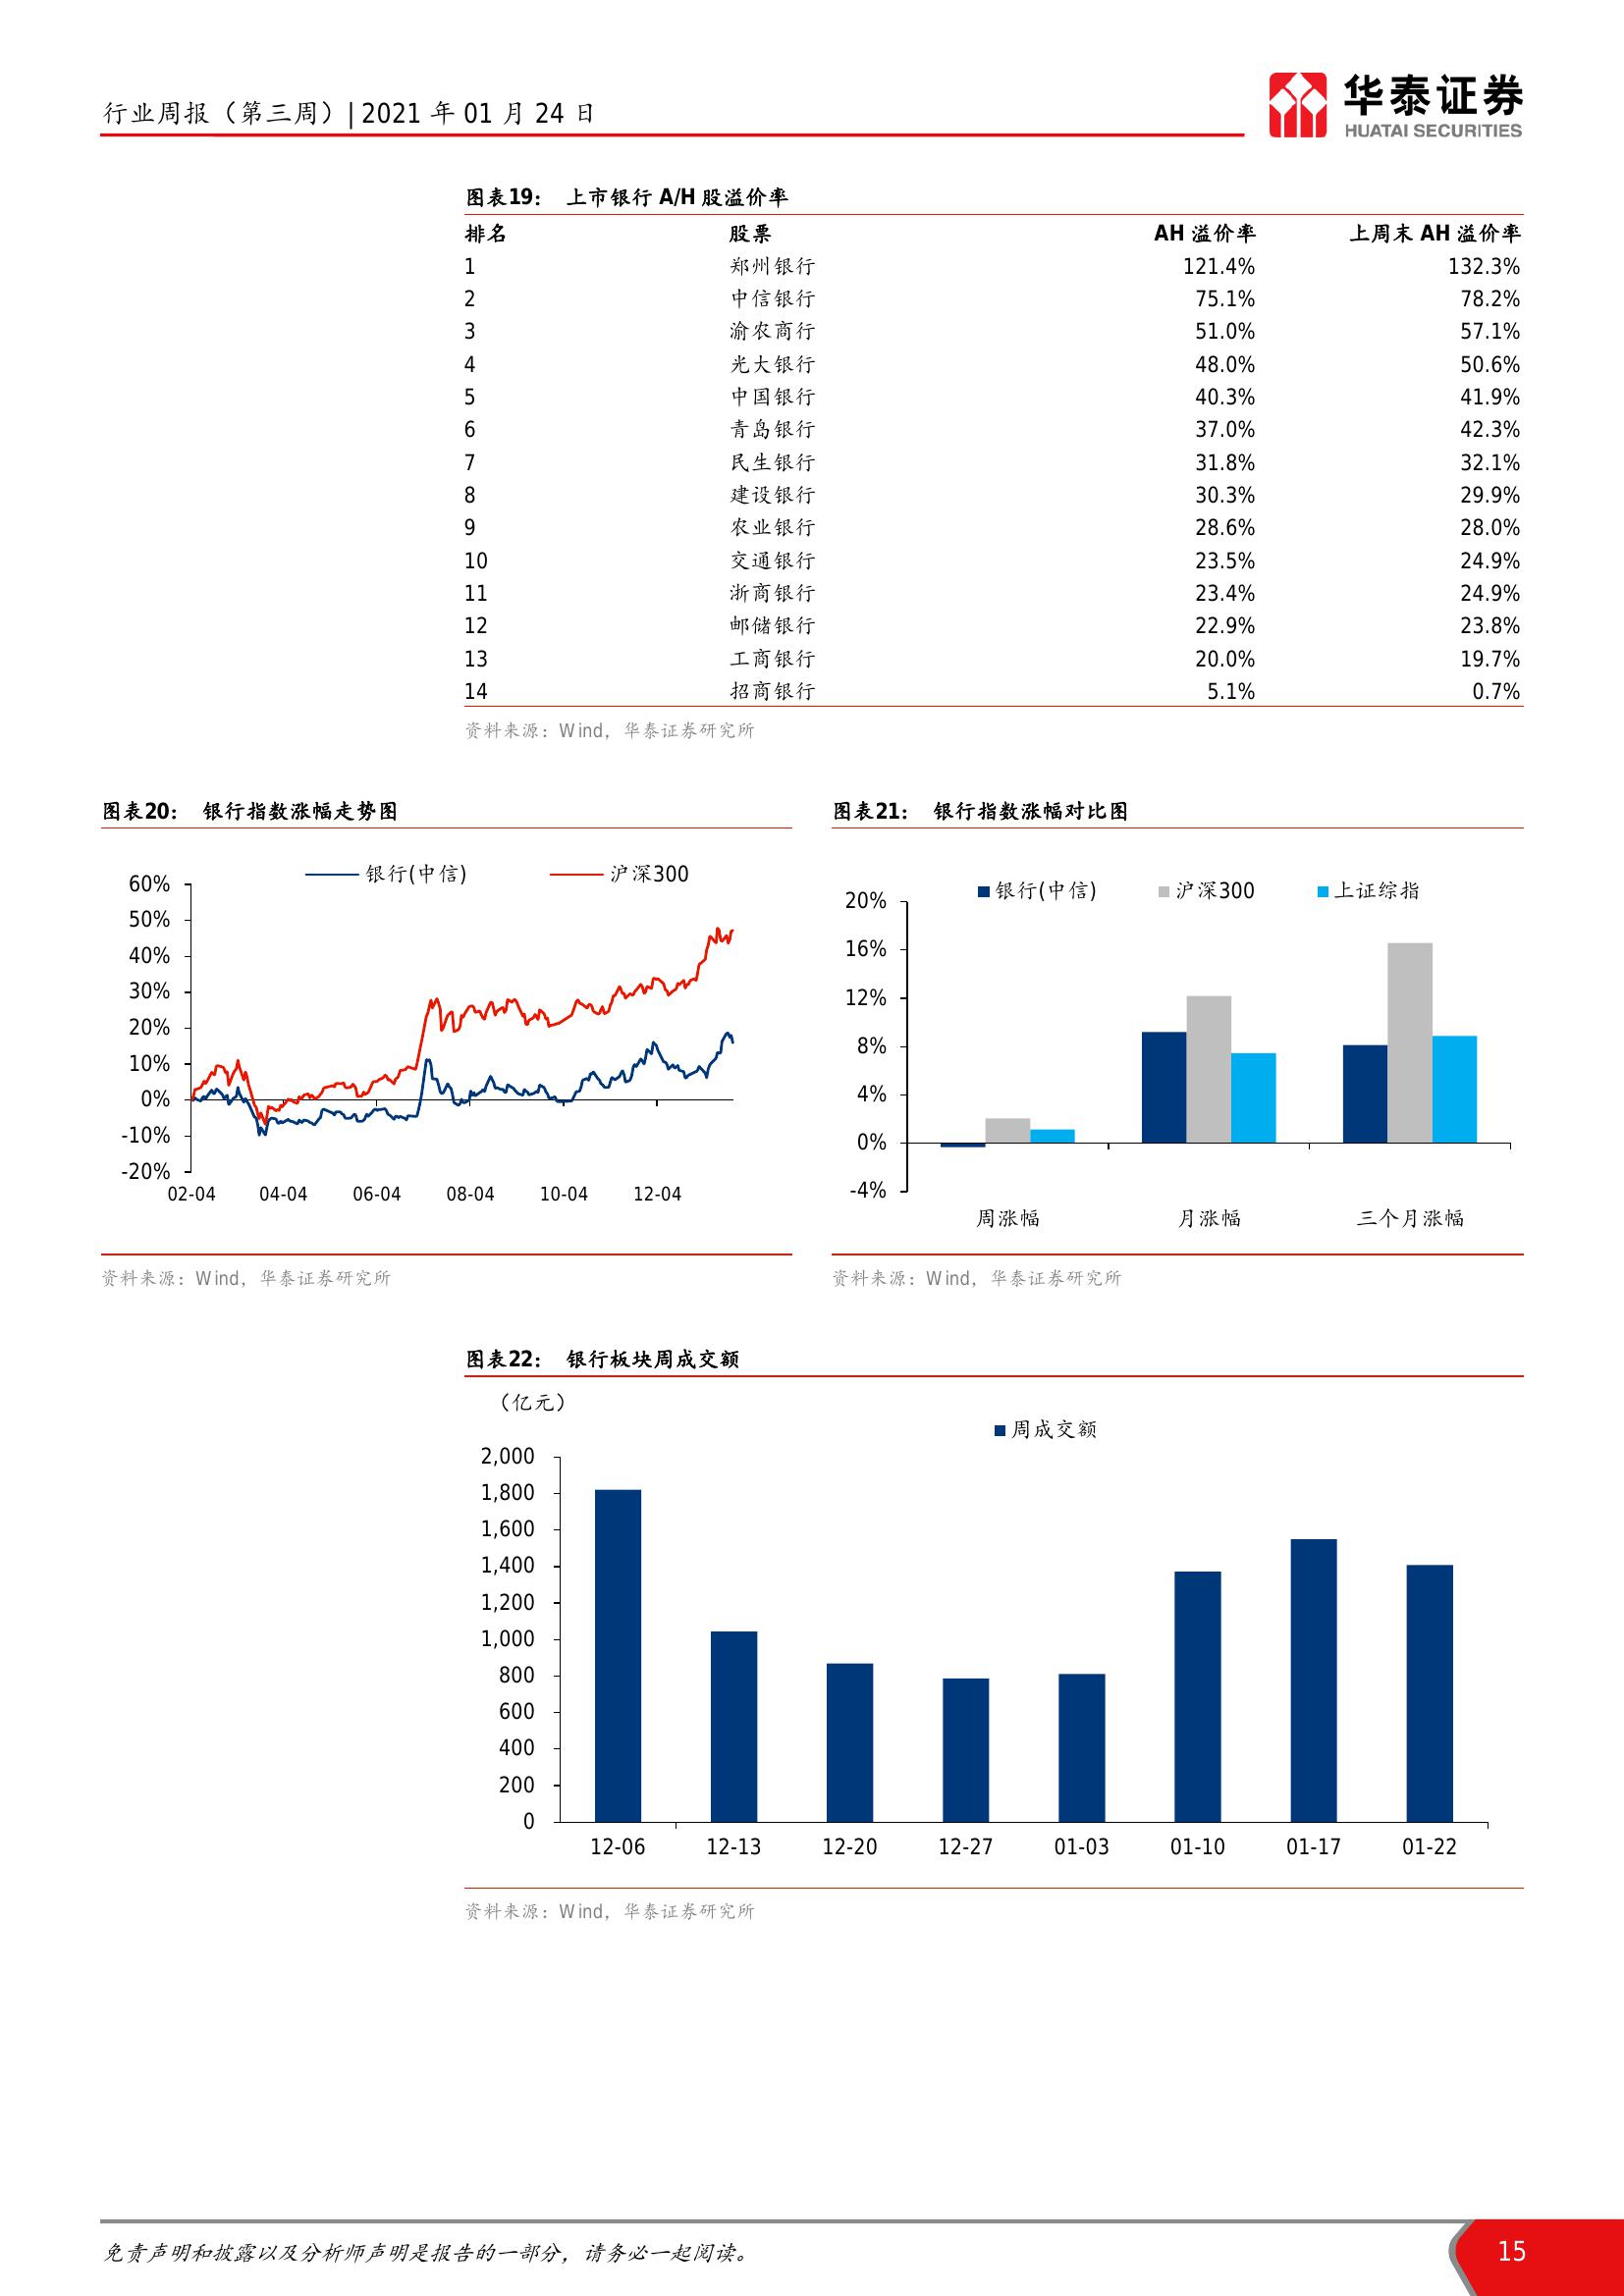 行业周报（第三周）| 2021 年 01 月 24 日
华泰证券
HUATAI SECURITIES
图表19： 上市银行 A/H 股溢价率
排名 股票 AH 溢价率 上周末 AH 溢价率
1 郑州银行 121.4% 132.3%
2 中信银行 75.1% 78.2%
3 渝农商行 51.0% 57.1%
4 光大银行 48.0% 50.6%
5 中国银行 40.3% 41.9%
6 青岛银行 37.0% 42.3%
7 民生银行 31.8% 32.1%
8 建设银行 30.3% 29.9%
9 农业银行 28.6% 28.0%
10 交通银行 23.5% 24.9%
11 浙商银行 23.4% 24.9%
12 邮储银行 22.9% 23.8%
13 工商银行 20.0% 19.7%
14 招商银行 5.1% 0.7%
资料来源：Wind，华泰证券研究所
图表20： 银行指数涨幅走势图
银行(中信) 沪深300
60%
50%
40%
30%
20%
10%
0%
-10%
-20%
02-04 04-04 06-04 08-04 10-04 12-04
资料来源：Wind，华泰证券研究所
图表21： 银行指数涨幅对比图
银行(中信) 沪深300 上证综指
20%
16%
12%
8%
4%
0%
-4%
周涨幅 月涨幅 三个月涨幅
资料来源：Wind，华泰证券研究所
图表22： 银行板块周成交额
（亿元）
周成交额
2,000
1,800
1,600
1,400
1,200
1,000
800
600
400
200
0
12-06 12-13 12-20 12-27 01-03 01-10 01-17 01-22
资料来源：Wind，华泰证券研究所
免责声明和披露以及分析师声明是报告的一部分，请务必一起阅读。
15